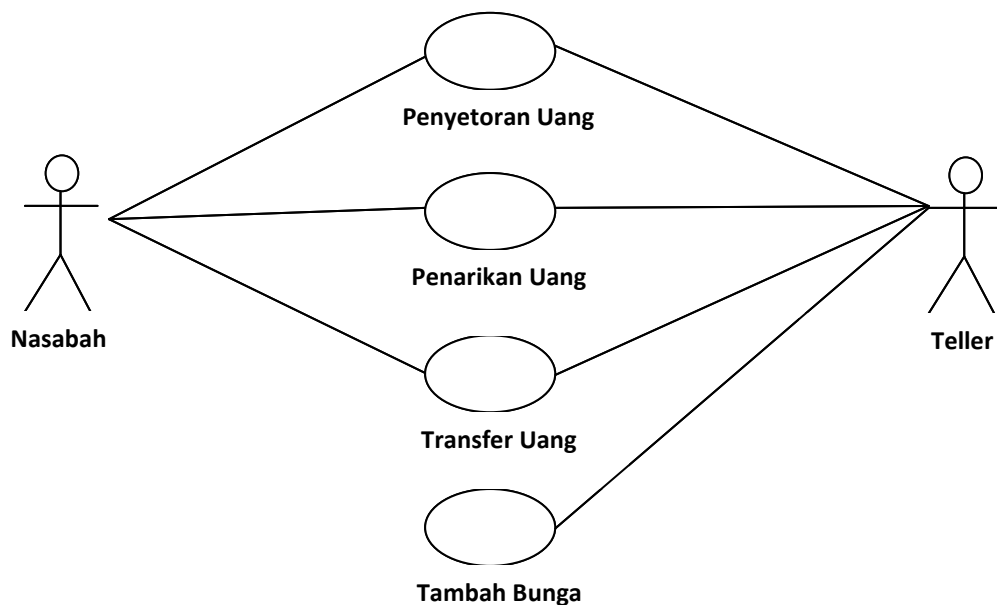 Penyetoran Uang
Penarikan Uang
Nasabah
Teller
Transfer Uang
Tambah Bunga